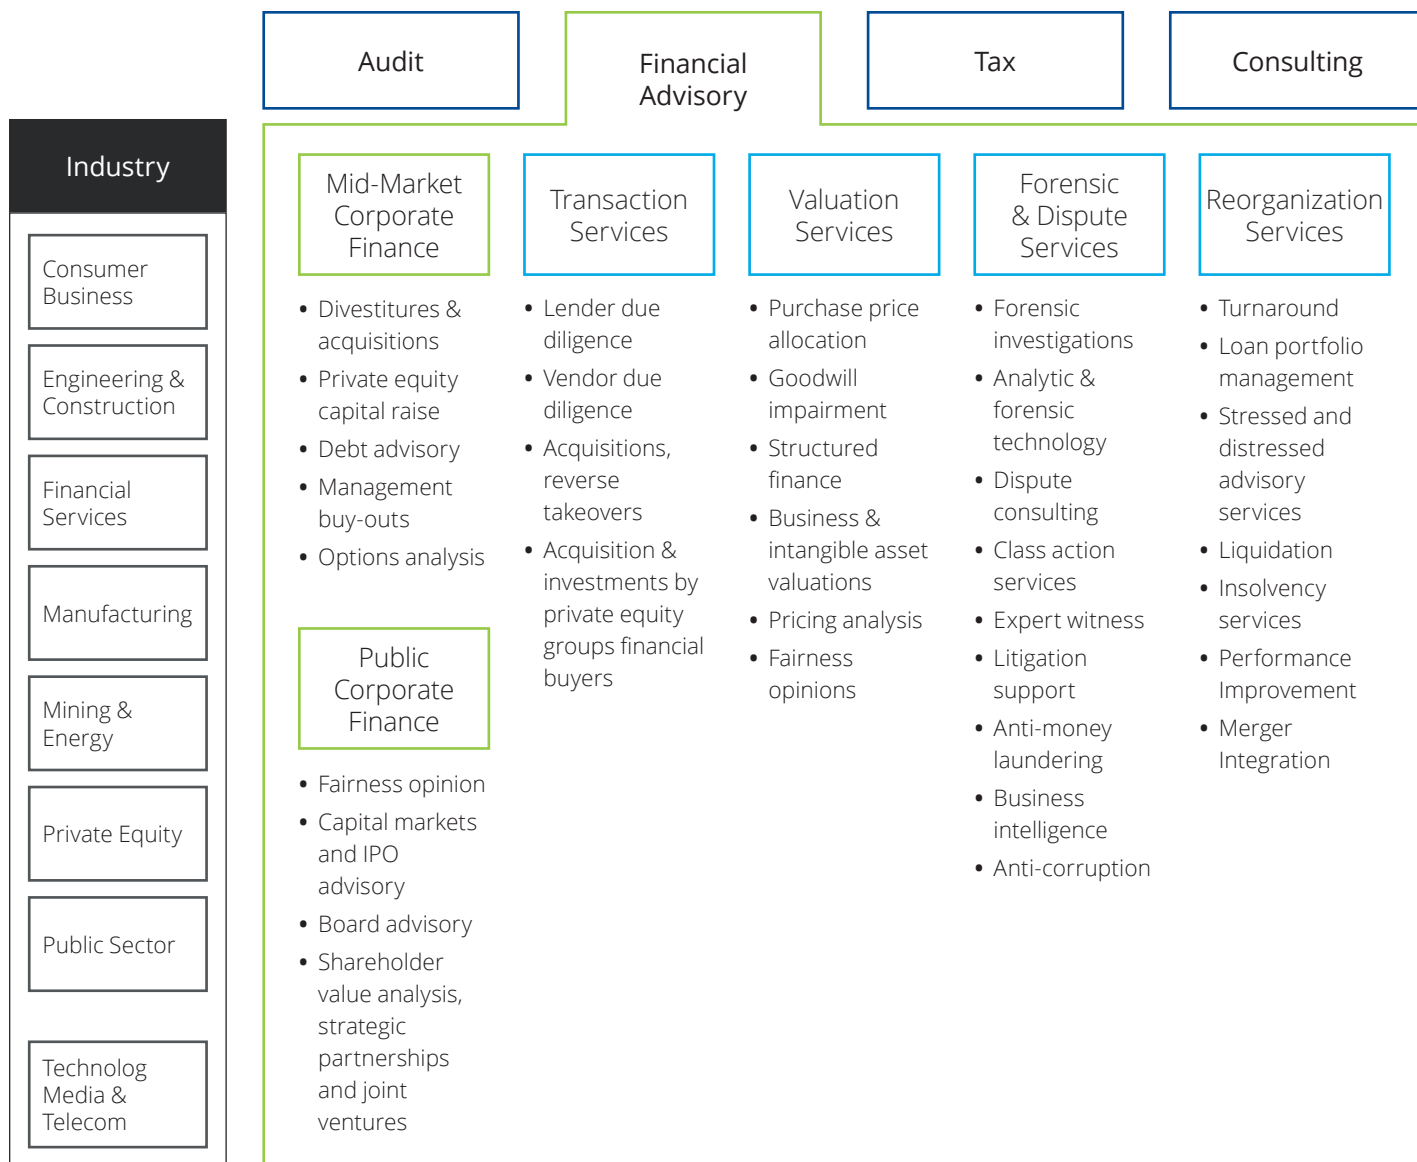 Audit
Financial
Advisory
Tax
Consulting
Industry
Consumer
Business
Engineering &
Construction
Financial
Services
Manufacturing
Mining &
Energy
Private Equity
Public Sector
Technolog
Media &
Telecom
Mid-Market
Corporate
Finance
• Divestitures &
acquisitions
• Private equity
capital raise
• Debt advisory
• Management
buy-outs
• Options analysis
Public
Corporate
Finance
• Fairness opinion
• Capital markets
and IPO
advisory
• Board advisory
• Shareholder
value analysis,
strategic
partnerships
and joint
ventures
Transaction
Services
• Lender due
diligence
• Vendor due
diligence
• Acquisitions,
reverse
takeovers
• Acquisition &
investments by
private equity
groups financial
buyers
Valuation
Services
• Purchase price
allocation
• Goodwill
impairment
• Structured
finance
• Business &
intangible asset
valuations
• Pricing analysis
• Fairness
opinions
Forensic
& Dispute
Services
• Forensic
investigations
• Analytic &
forensic
technology
• Dispute
consulting
• Class action
services
• Expert witness
• Litigation
support
• Anti-money
laundering
• Business
intelligence
• Anti-corruption
Reorganization
Services
• Turnaround
• Loan portfolio
management
• Stressed and
distressed
advisory
services
• Liquidation
• Insolvency
services
• Performance
Improvement
• Merger
Integration